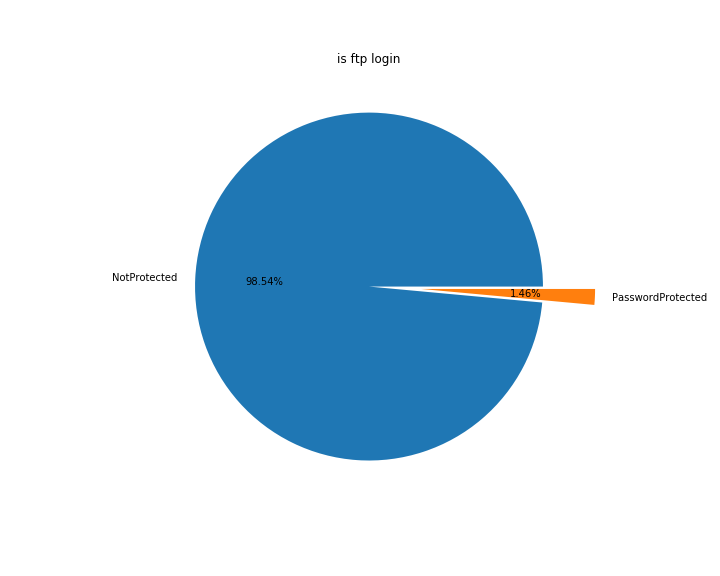 is ftp login
NotProtected
98.54%
1.46%
PasswordProtected